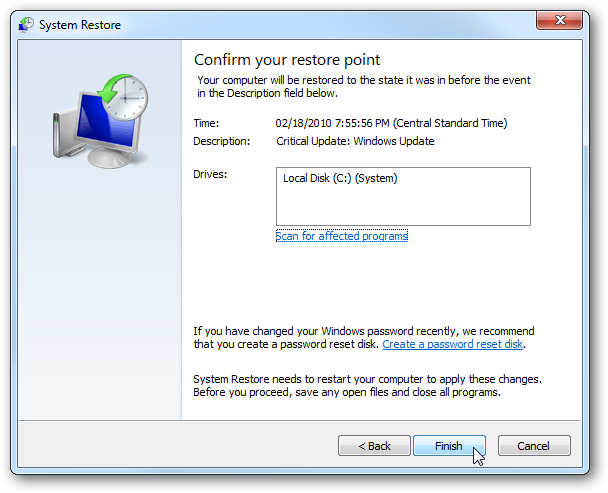 System Restore
Confirm your restore point
Your computer will be restored to the state it was in before the event
in the Description field below.
Time: 02/18/2010 7:55:56 PM (Central Standard Time)
Description: Critical Update: Windows Update
Drives: Local Disk (C:) (System)
Scan for affected programs
If you have changed your Windows password recently, we recommend
that you create a password reset disk. Create a password reset disk.
System Restore needs to restart your computer to apply these changes.
Before you proceed, save any open files and close all programs.
< Back Finish Cancel